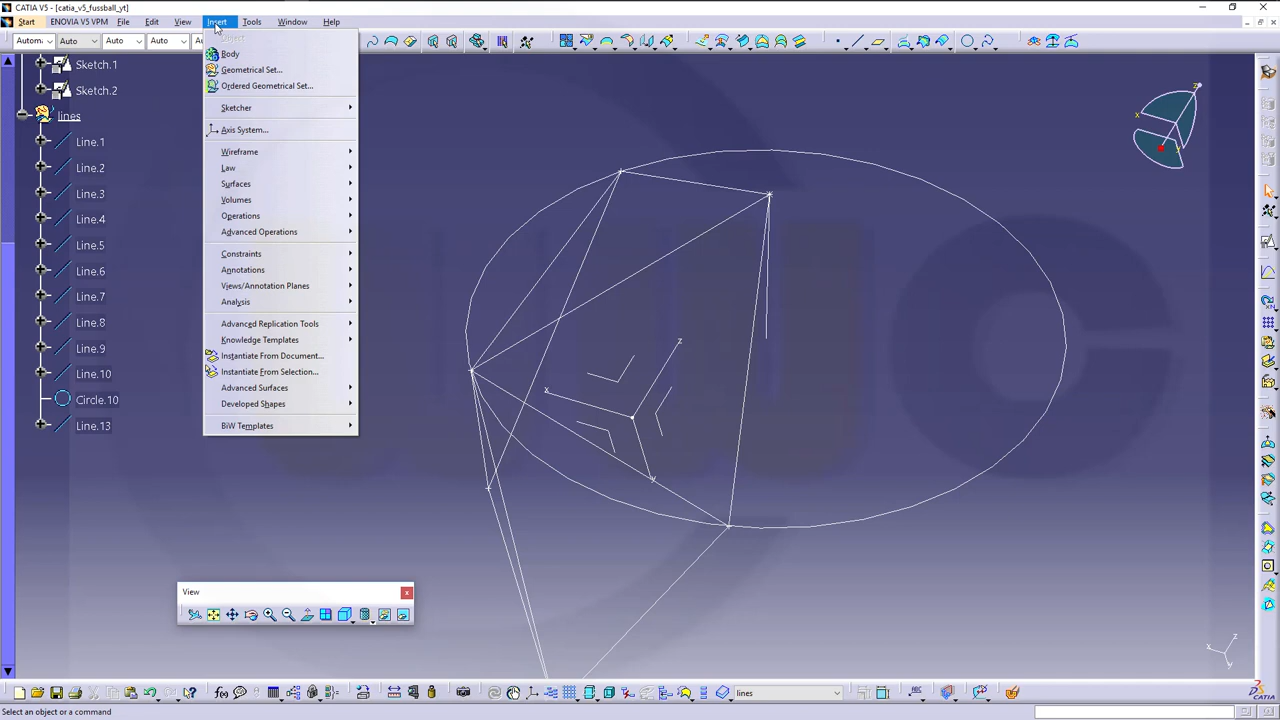 CATIA V5 - [catia_v5_fussball_yt]
Start ENOVIA V5 VPM File Edit View Insert Tools Window Help
Autom Auto Auto Auto Au
Object
Body
Geometrical Set...
Ordered Geometrical Set...
Sketcher
Axis System...
Wireframe
Law
Surfaces
Volumes
Operations
Advanced Operations
Constraints
Annotations
Views/Annotation Planes
Analysis
Advanced Replication Tools
Knowledge Templates
Instantiate From Document...
Instantiate From Selection...
Advanced Surfaces
Developed Shapes
BiW Templates
Sketch.1
Sketch.2
lines
Line.1
Line.2
Line.3
Line.4
Line.5
Line.6
Line.7
Line.8
Line.9
Line.10
Circle.10
Line.13
z
x
y
z
x
y
View
z
x
y
lines
CATIA
Select an object or a command